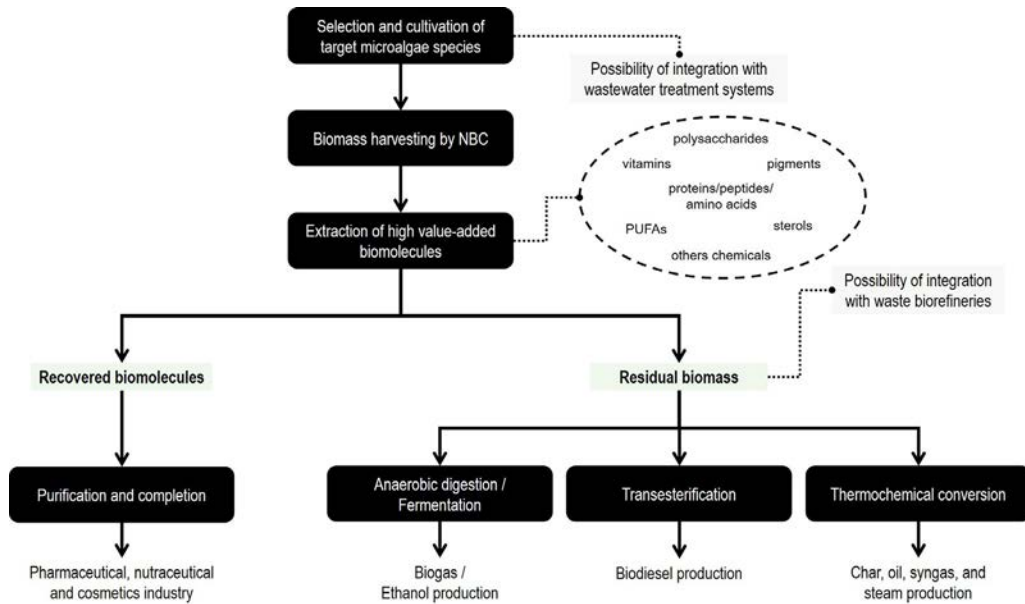 Selection and cultivation of
target microalgae species
Possibility of integration with
wastewater treatment systems
Biomass harvesting by NBC
polysaccharides
vitamins
pigments
proteins/peptides/
amino acids
PUFAs
sterols
others chemicals
Extraction of high value-added
biomolecules
Possibility of integration
with waste biorefineries
Recovered biomolecules
Residual biomass
Purification and completion
Anaerobic digestion /
Fermentation
Transesterification
Thermochemical conversion
Pharmaceutical, nutraceutical
and cosmetics industry
Biogas /
Ethanol production
Biodiesel production
Char, oil, syngas, and
steam production